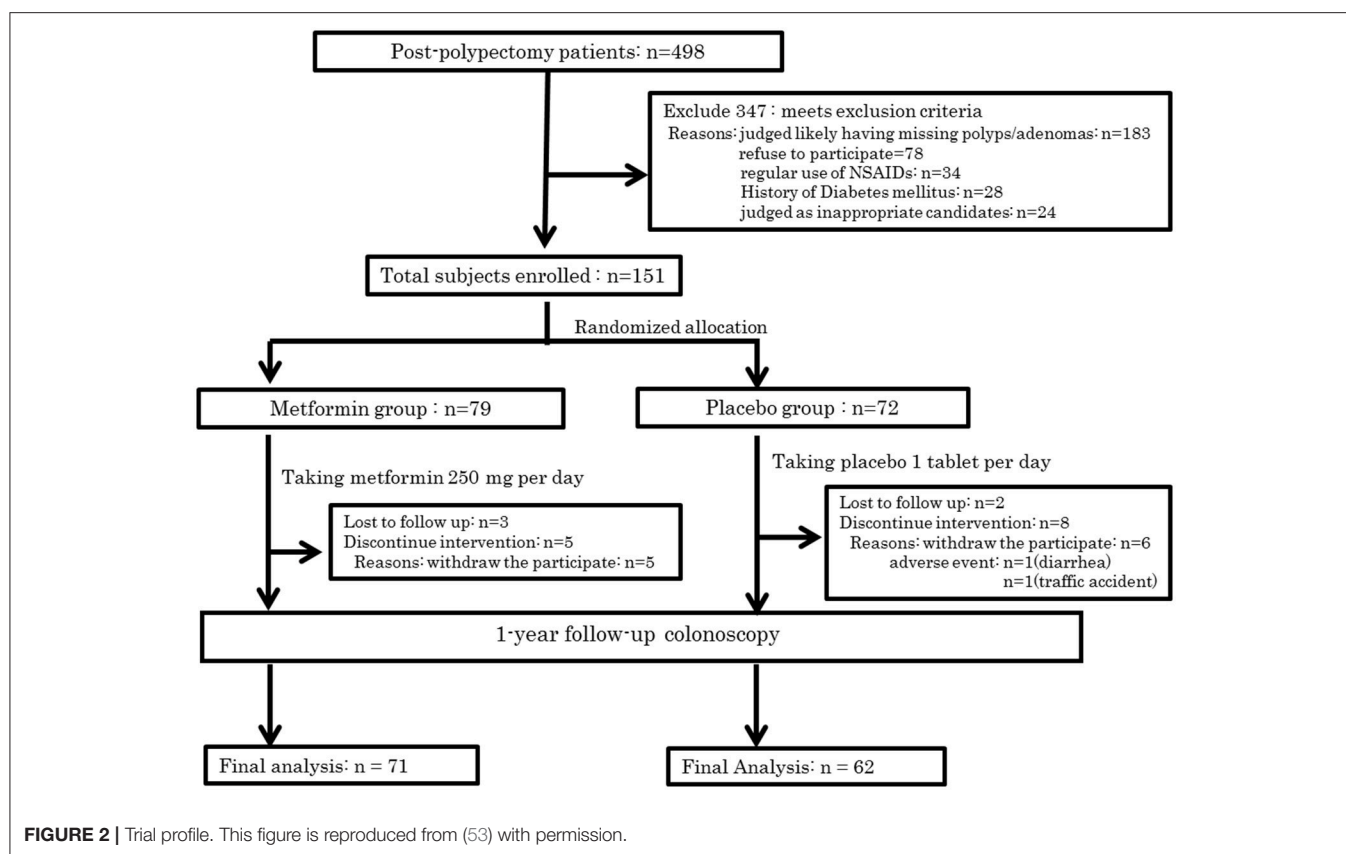 Post-polypectomy patients: n=498
Exclude 347 : meets exclusion criteria
Reasons: judged likely having missing polyps/adenomas: n=183
refuse to participate=78
regular use of NSAIDs: n=34
History of Diabetes mellitus: n=28
judged as inappropriate candidates: n=24
Total subjects enrolled : n=151
Randomized allocation
Metformin group : n=79
Placebo group : n=72
Taking metformin 250 mg per day
Taking placebo 1 tablet per day
Lost to follow up: n=3
Discontinue intervention: n=5
Reasons: withdraw the participate: n=5
Lost to follow up: n=2
Discontinue intervention: n=8
Reasons: withdraw the participate: n=6
adverse event: n=1(diarrhea)
n=1(traffic accident)
1-year follow-up colonoscopy
Final analysis: n = 71
Final Analysis: n = 62
FIGURE 2 | Trial profile. This figure is reproduced from (53) with permission.